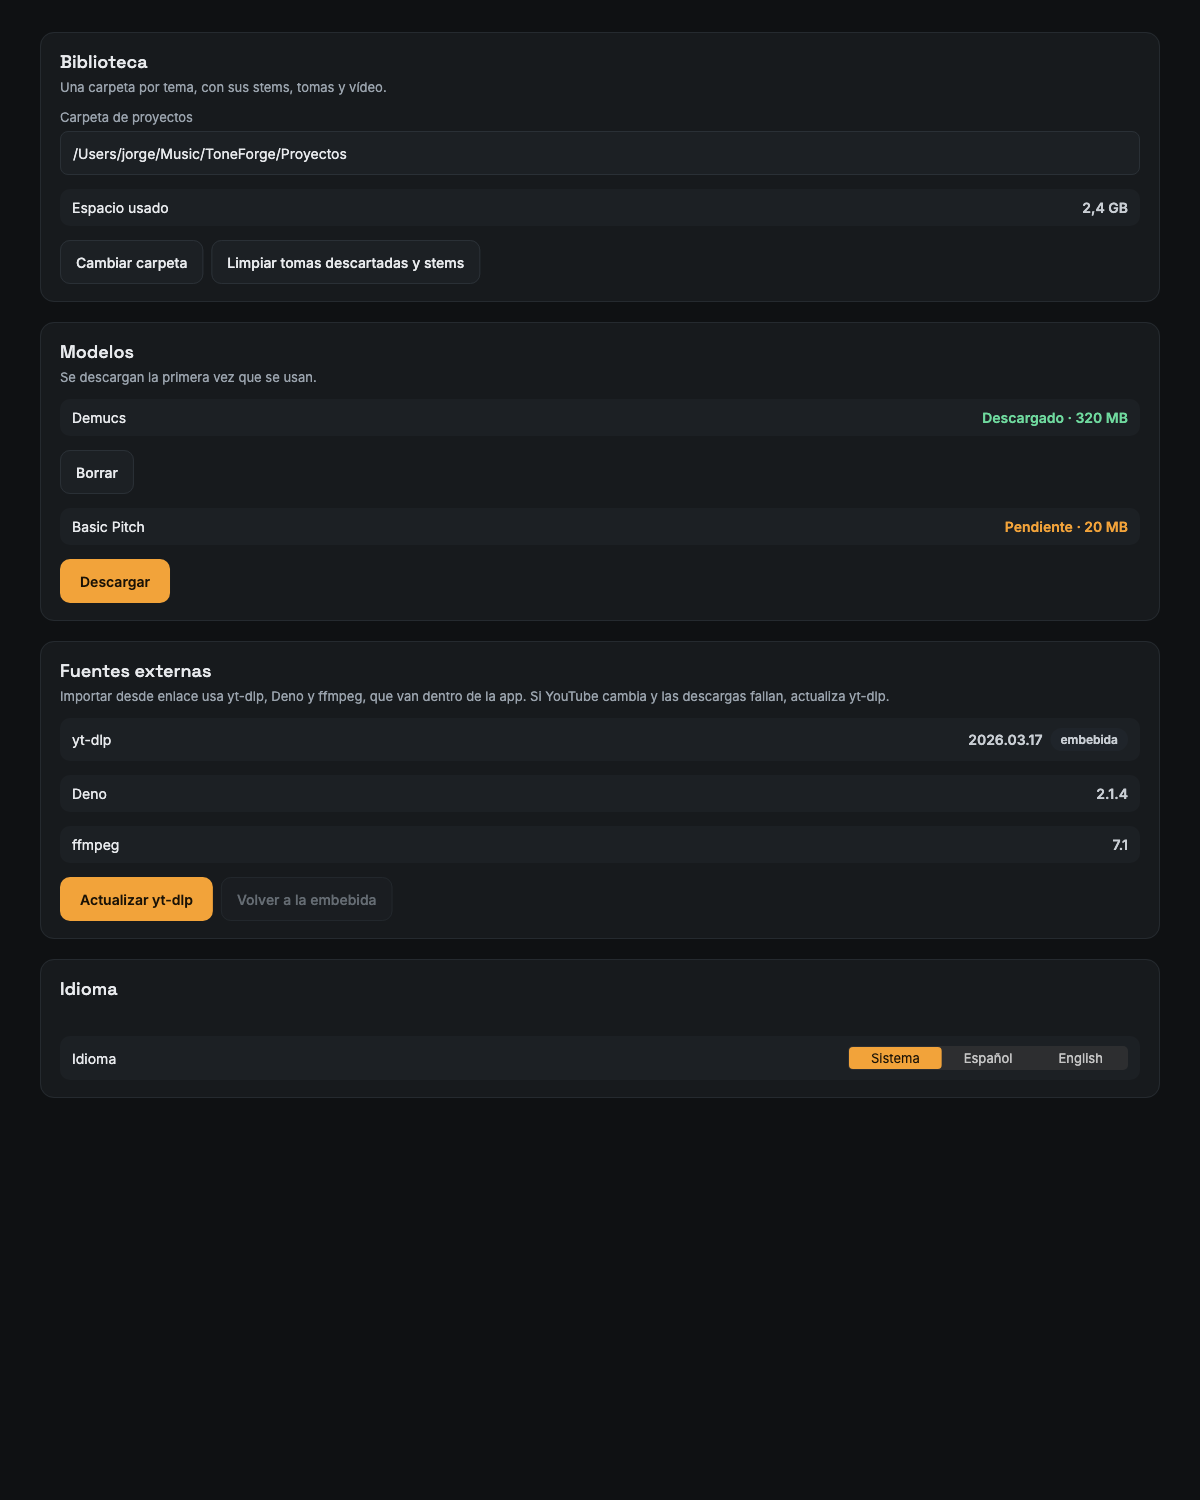 Biblioteca
Una carpeta por tema, con sus stems, tomas y vídeo.
Carpeta de proyectos
/Users/jorge/Music/ToneForge/Proyectos
Espacio usado 2,4 GB
Cambiar carpeta Limpiar tomas descartadas y stems
Modelos
Se descargan la primera vez que se usan.
Demucs Descargado · 320 MB
Borrar
Basic Pitch Pendiente · 20 MB
Descargar
Fuentes externas
Importar desde enlace usa yt-dlp, Deno y ffmpeg, que van dentro de la app. Si YouTube cambia y las descargas fallan, actualiza yt-dlp.
yt-dlp 2026.03.17 embebida
Deno 2.1.4
ffmpeg 7.1
Actualizar yt-dlp Volver a la embebida
Idioma
Idioma Sistema Español English